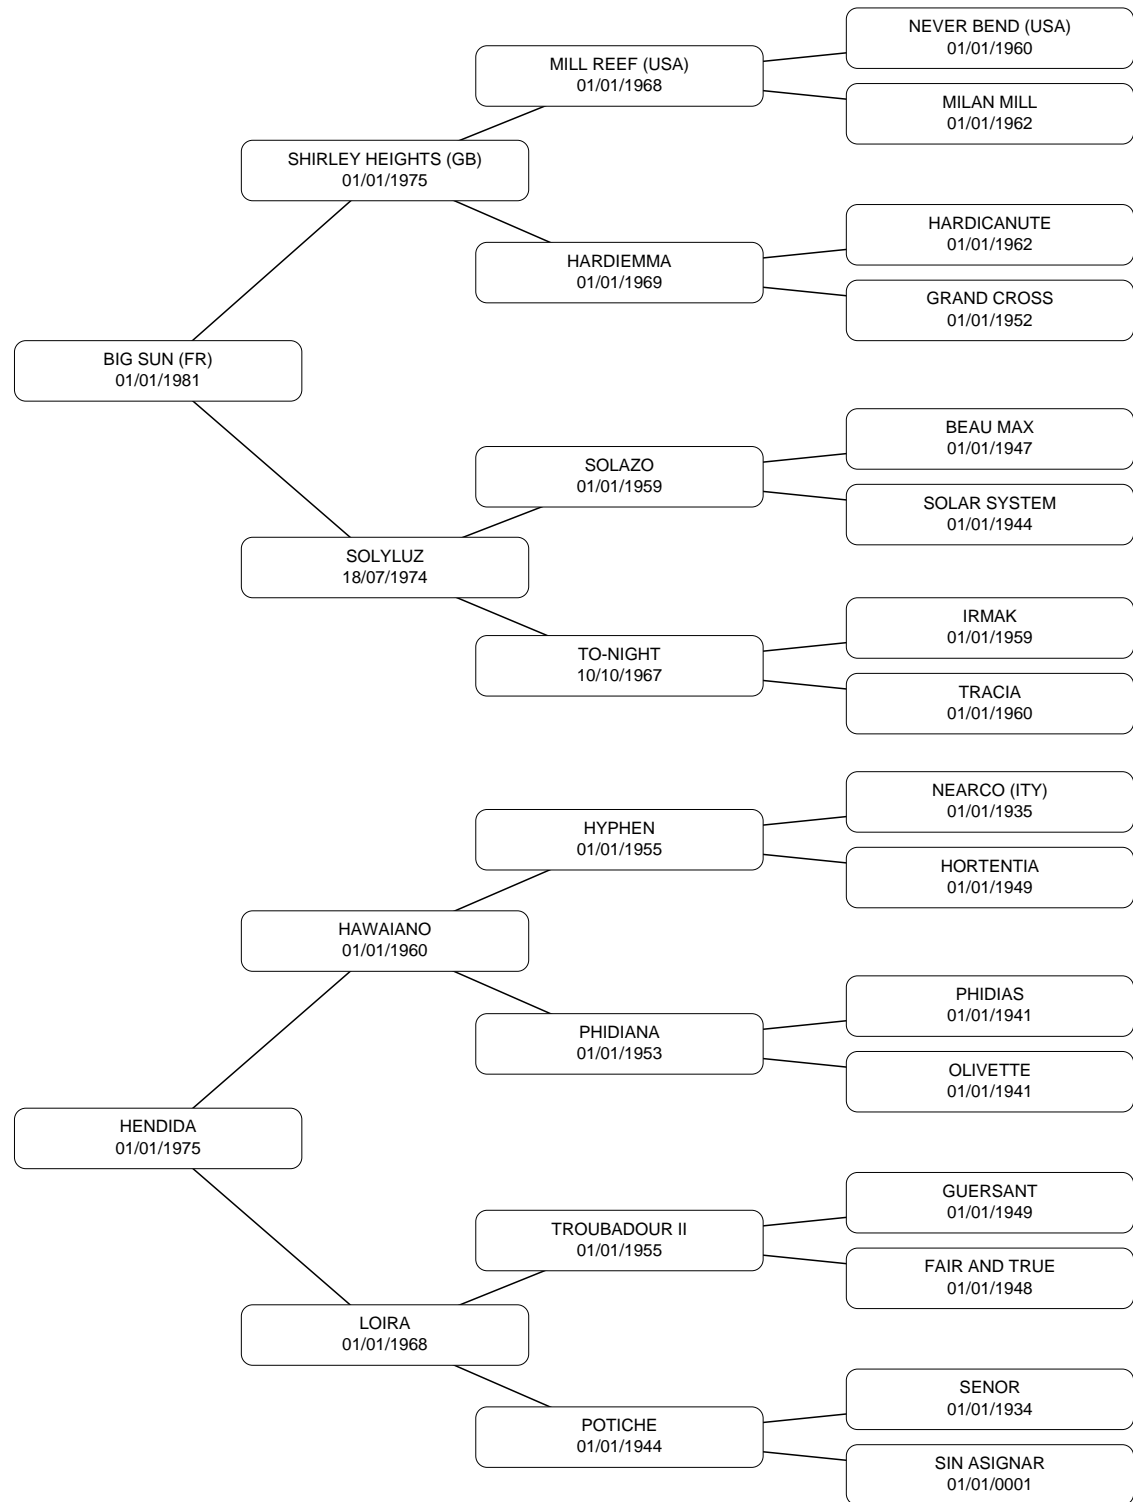 NEVER BEND (USA)
01/01/1960
MILL REEF (USA)
01/01/1968
MILAN MILL
01/01/1962
SHIRLEY HEIGHTS (GB)
01/01/1975
HARDICANUTE
01/01/1962
HARDIEMMA
01/01/1969
GRAND CROSS
01/01/1952
BIG SUN (FR)
01/01/1981
BEAU MAX
01/01/1947
SOLAZO
01/01/1959
SOLAR SYSTEM
01/01/1944
SOLYLUZ
18/07/1974
IRMAK
01/01/1959
TO-NIGHT
10/10/1967
TRACIA
01/01/1960
NEARCO (ITY)
01/01/1935
HYPHEN
01/01/1955
HORTENTIA
01/01/1949
HAWAIANO
01/01/1960
PHIDIAS
01/01/1941
PHIDIANA
01/01/1953
OLIVETTE
01/01/1941
HENDIDA
01/01/1975
GUERSANT
01/01/1949
TROUBADOUR II
01/01/1955
FAIR AND TRUE
01/01/1948
LOIRA
01/01/1968
SENOR
01/01/1934
POTICHE
01/01/1944
SIN ASIGNAR
01/01/0001